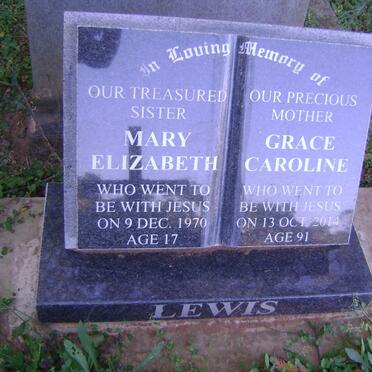 In Loving Memory of
OUR TREASURED
SISTER
MARY
ELIZABETH
WHO WENT TO
BE WITH JESUS
ON 9 DEC. 1970
AGE 17
OUR PRECIOUS
MOTHER
GRACE
CAROLINE
WHO WENT TO
BE WITH JESUS
ON 13 OCT. 2014
AGE 91
LEWIS